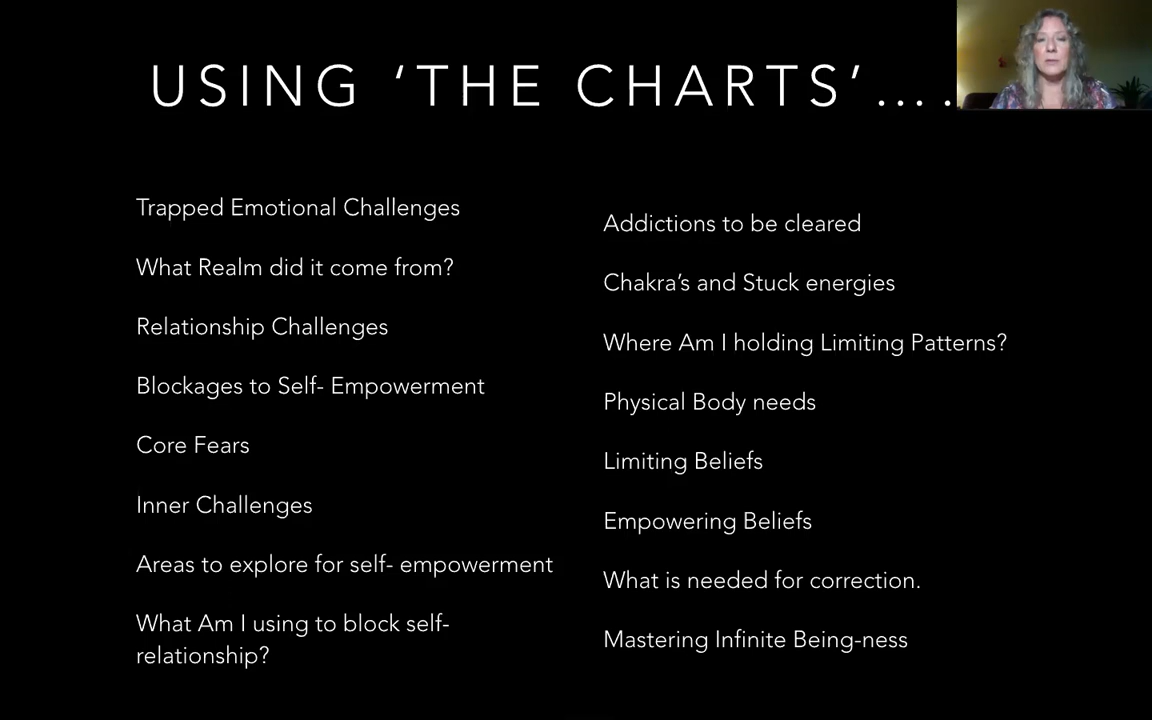 USING ‘THE CHARTS’....
Trapped Emotional Challenges
What Realm did it come from?
Relationship Challenges
Blockages to Self- Empowerment
Core Fears
Inner Challenges
Areas to explore for self- empowerment
What Am I using to block self-
relationship?
Addictions to be cleared
Chakra’s and Stuck energies
Where Am I holding Limiting Patterns?
Physical Body needs
Limiting Beliefs
Empowering Beliefs
What is needed for correction.
Mastering Infinite Being-ness